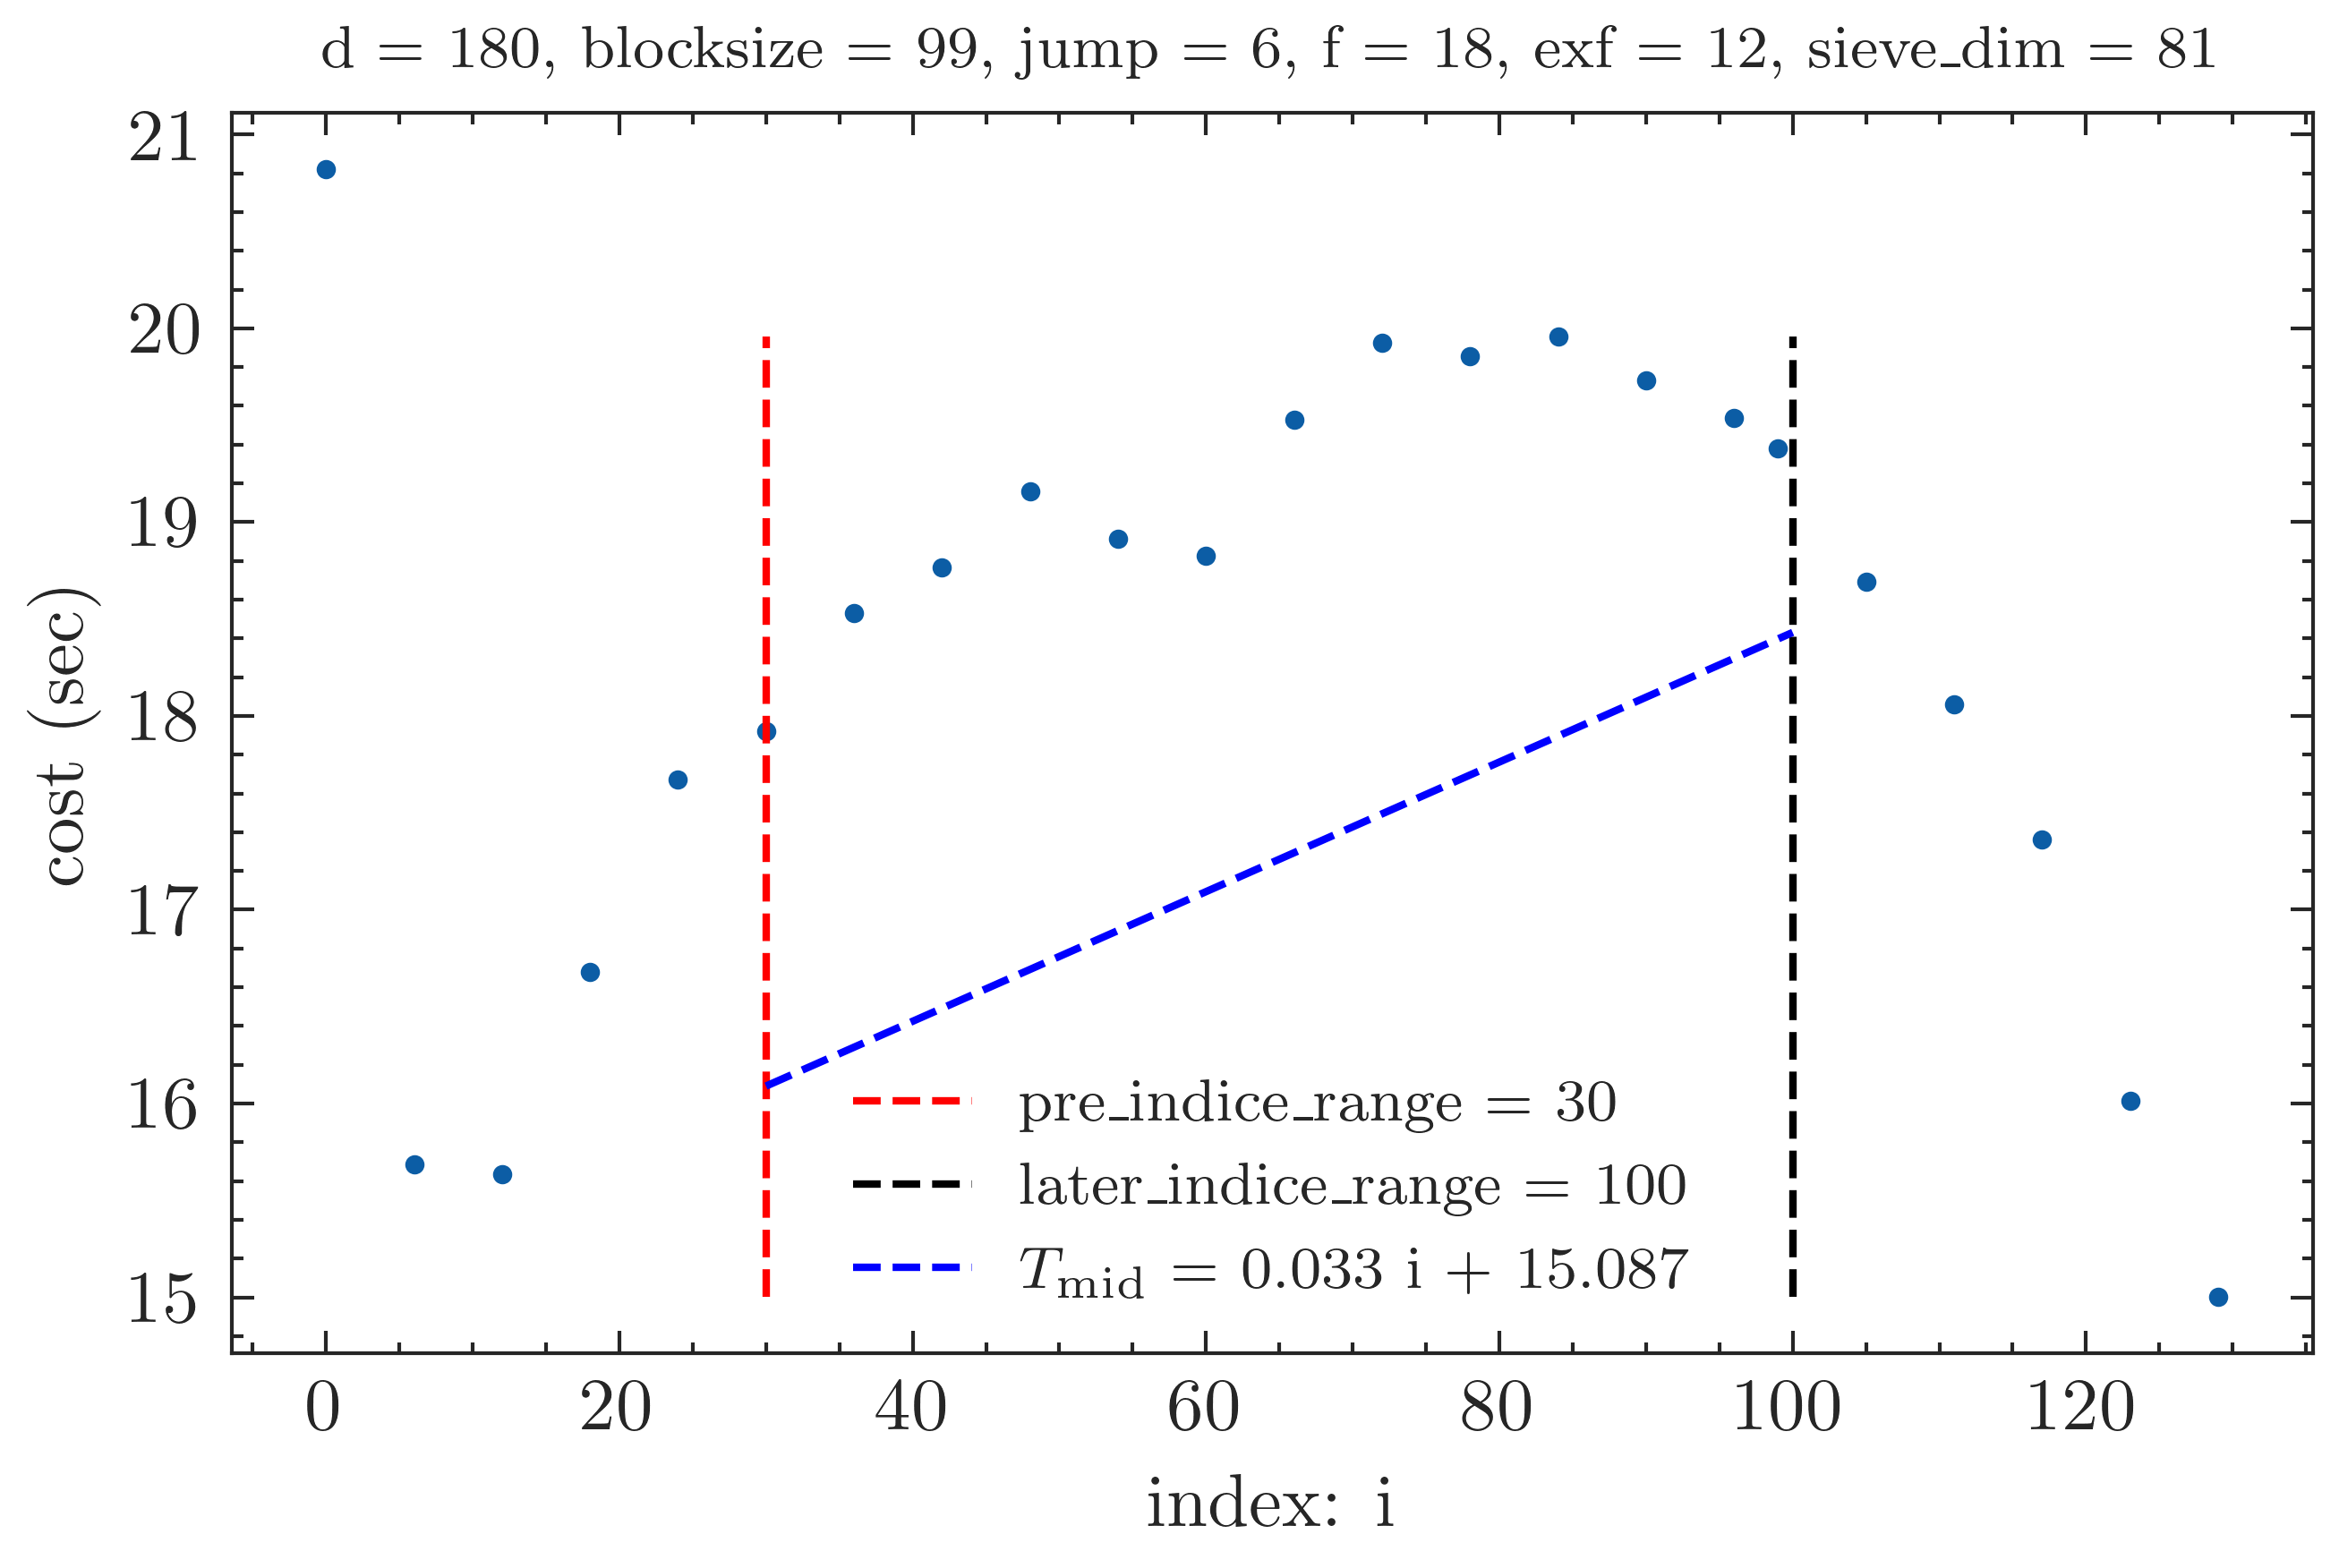 d = 180, blocksize = 99, jump = 6, f = 18, exf = 12, sieve_dim = 81
21
20
19
18
17
16
15
cost (sec)
pre_indice_range = 30
later_indice_range = 100
T_mid = 0.033 i + 15.087
0 20 40 60 80 100 120
index: i